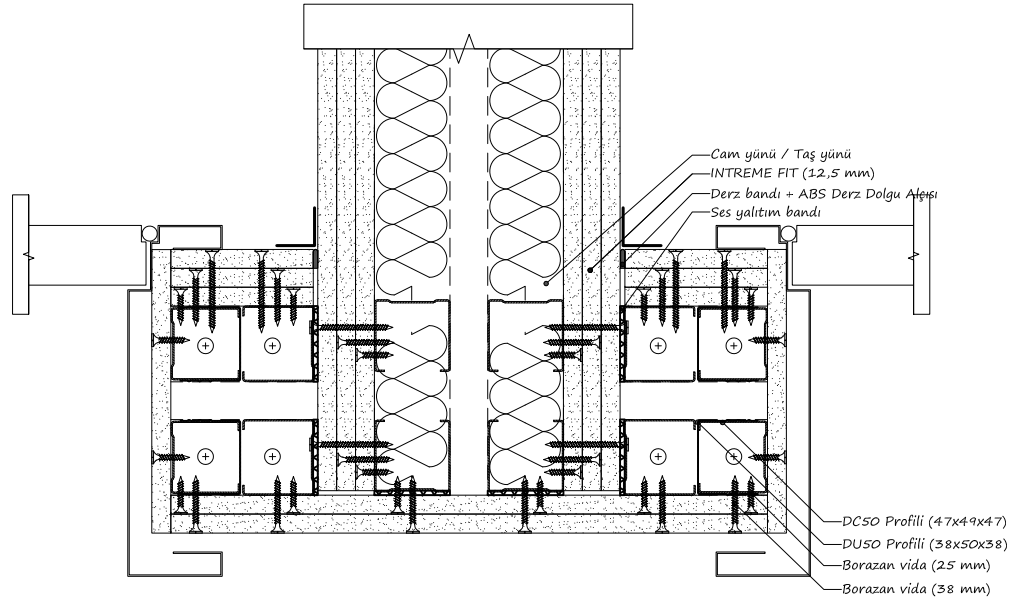 Cam yünü / Taş yünü
INTREME FIT (12,5 mm)
Derz bandı + ABS Derz Dolgu Alçısı
Ses yalıtım bandı
DC50 Profili (47x49x47)
DU50 Profili (38x50x38)
Borazan vida (25 mm)
Borazan vida (38 mm)